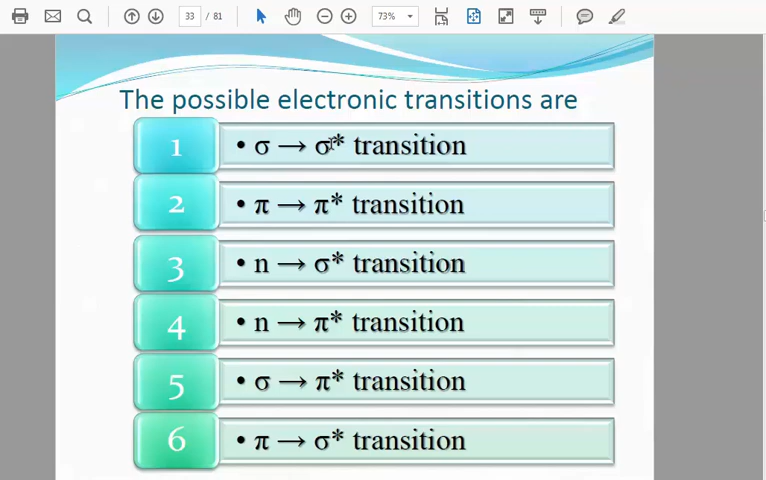 33 / 81
73%
The possible electronic transitions are
1
• σ → σ* transition
2
• π → π* transition
3
• n → σ* transition
4
• n → π* transition
5
• σ → π* transition
6
• π → σ* transition